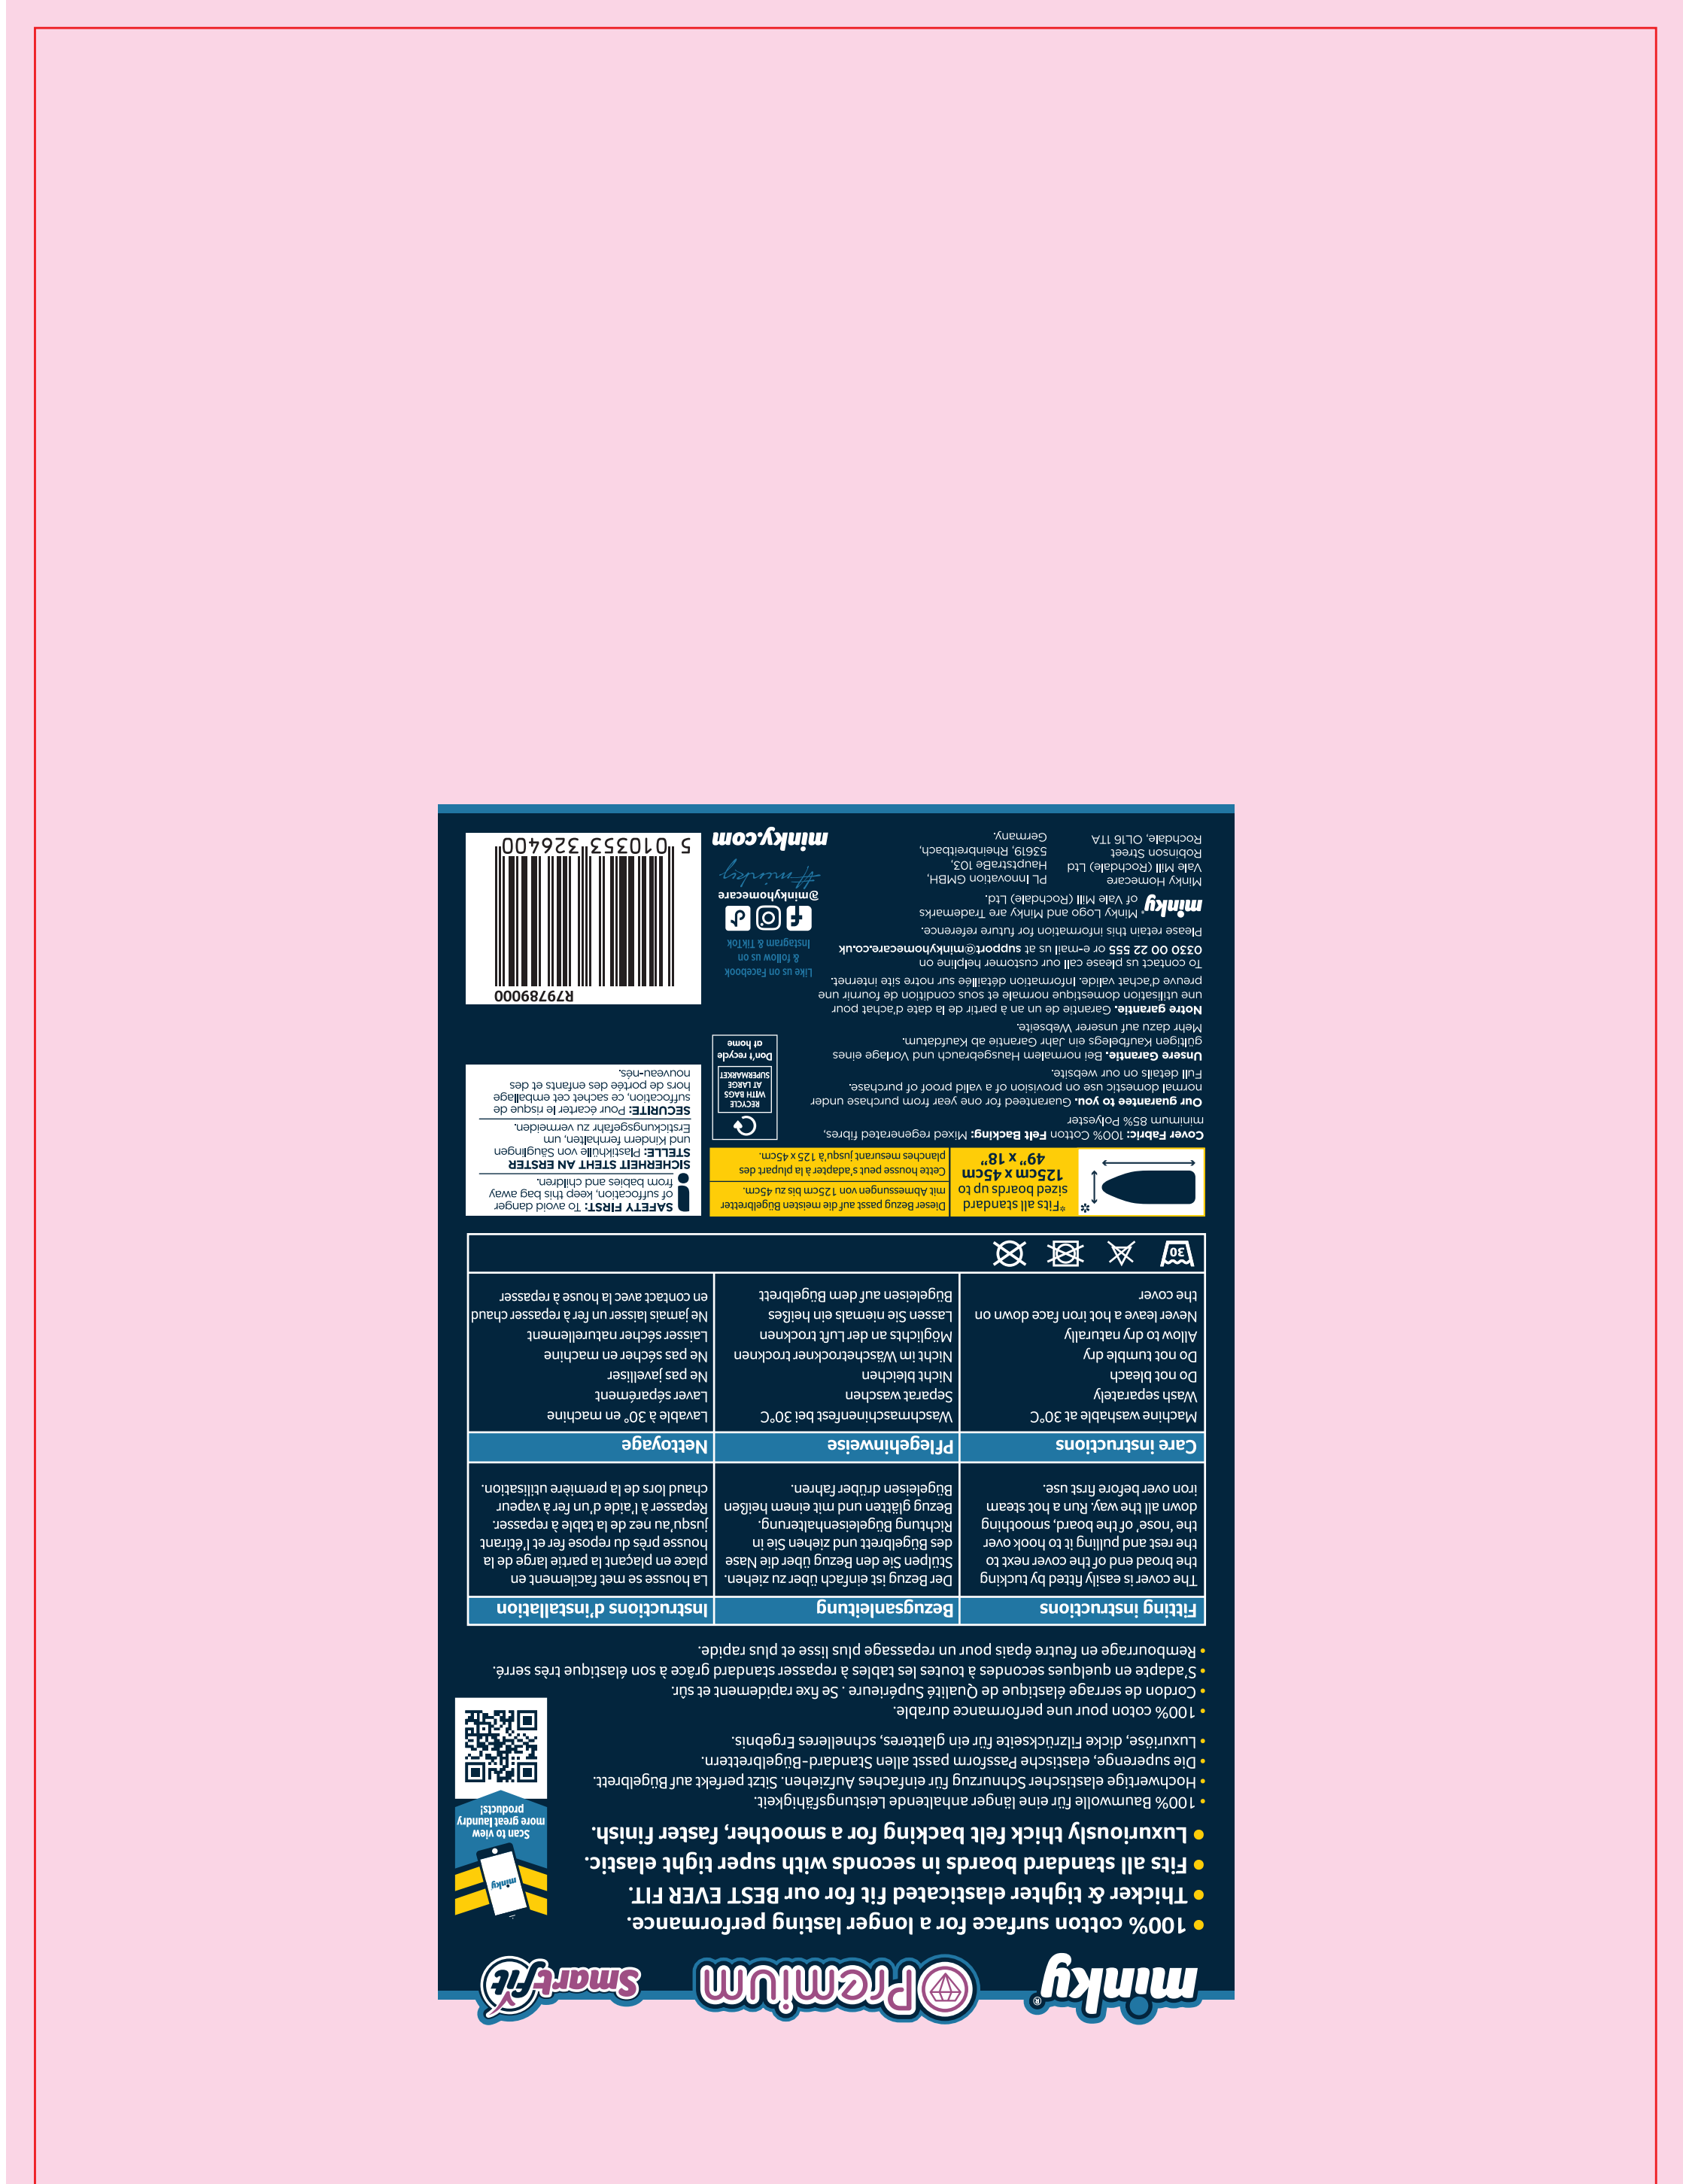 minky®
Premium
Smartfit
• 100% cotton surface for a longer lasting performance.
• Thicker & tighter elasticated fit for our BEST EVER FIT.
• Fits all standard boards in seconds with super tight elastic.
• Luxuriously thick felt backing for a smoother, faster finish.
minky
Scan to view
more great laundry
products!
• 100% Baumwolle für eine länger anhaltende Leistungsfähigkeit.
• Hochwertige elastischer Schnurzug für einfaches Aufziehen. Sitzt perfekt auf Bügelbrett.
• Die superenge, elastische Passform passt allen Standard-Bügelbrettern.
• Luxuriöse, dicke Filzrückseite für ein glatteres, schnelleres Ergebnis.
• 100% coton pour une performance durable.
• Cordon de serrage élastique de Qualité Supérieure . Se fixe rapidement et sûr.
• S'adapte en quelques secondes à toutes les tables à repasser standard grâce à son élastique très serré.
• Rembourrage en feutre épais pour un repassage plus lisse et plus rapide.
Fitting instructions
The cover is easily fitted by tucking
the broad end of the cover next to
the rest and pulling it to hook over
the 'nose' of the board, smoothing
down all the way. Run a hot steam
iron over before first use.
Bezugsanleitung
Der Bezug ist einfach über zu ziehen.
Stülpen Sie den Bezug über die Nase
des Bügelbrett und ziehen Sie in
Richtung Bügeleisenhalterung.
Bezug glätten und mit einem heißen
Bügeleisen drüber fahren.
Instructions d'installation
La housse se met facilement en
place en plaçant la partie large de la
housse près du repose fer et l'étirant
jusqu'au nez de la table à repasser.
Repasser à l'aide d'un fer à vapeur
chaud lors de la première utilisation.
Care instructions
Machine washable at 30°C
Wash separately
Do not bleach
Do not tumble dry
Allow to dry naturally
Never leave a hot iron face down on
the cover
Pflegehinweise
Waschmaschinenfest bei 30°C
Separat waschen
Nicht bleichen
Nicht im Wäschetrockner trocknen
Möglichts an der Luft trocknen
Lassen Sie niemals ein heißes
Bügeleisen auf dem Bügelbrett
Nettoyage
Lavable à 30° en machine
Laver séparément
Ne pas javelliser
Ne pas sécher en machine
Laisser sécher naturellement
Ne jamais laisser un fer à repasser chaud
en contact avec la house à repasser
30
*
*Fits all standard
sized boards up to
125cm x 45cm
49” x 18”
Dieser Bezug passt auf die meisten Bügelbretter
mit Abmessungen von 125cm bis zu 45cm.
Cette housse peut s'adapter à la plupart des
planches mesurant jusqu'à 125 x 45cm.
SAFETY FIRST: To avoid danger
of suffocation, keep this bag away
from babies and children.
SICHERHEIT STEHT AN ERSTER
STELLE: Plastikhülle von Säuglingen
und Kindern fernhalten, um
Erstickungsgefahr zu vermeiden.
SECURITE: Pour écarter le risque de
suffocation, ce sachet cet emballage
hors de portée des enfants et des
nouveau-nés.
Cover Fabric: 100% Cotton Felt Backing: Mixed regenerated fibres,
minimum 85% Polyester
Our guarantee to you. Guaranteed for one year from purchase under
normal domestic use on provision of a valid proof of purchase.
Full details on our website.
Unsere Garantie. Bei normalem Hausgebrauch und Vorlage eines
gültigen Kaufbelegs ein Jahr Garantie ab Kaufdatum.
Mehr dazu auf unserer Webseite.
Notre garantie. Garantie de un an à partir de la date d'achat pour
une utilisation domestique normale et sous condition de fournir une
preuve d'achat valide. Information détaillée sur notre site internet.
To contact us please call our customer helpline on
0330 00 22 555 or e-mail us at support@minkyhomecare.co.uk
Please retain this information for future reference.
minky® Minky Logo and Minky are Trademarks
of Vale Mill (Rochdale) Ltd.
Minky Homecare
Vale Mill (Rochdale) Ltd
Robinson Street
Rochdale, OL16 1TA
PL Innovation GMBH,
HauptstraBe 103,
53619, Rheinbreitbach,
Germany.
RECYCLE
WITH BAGS
AT LARGE
SUPERMARKET
Don't recycle
at home
Like us on Facebook
& follow us on
Instagram & TikTok
@minkyhomecare
#minky
minky.com
R79789000
5 010353 326400